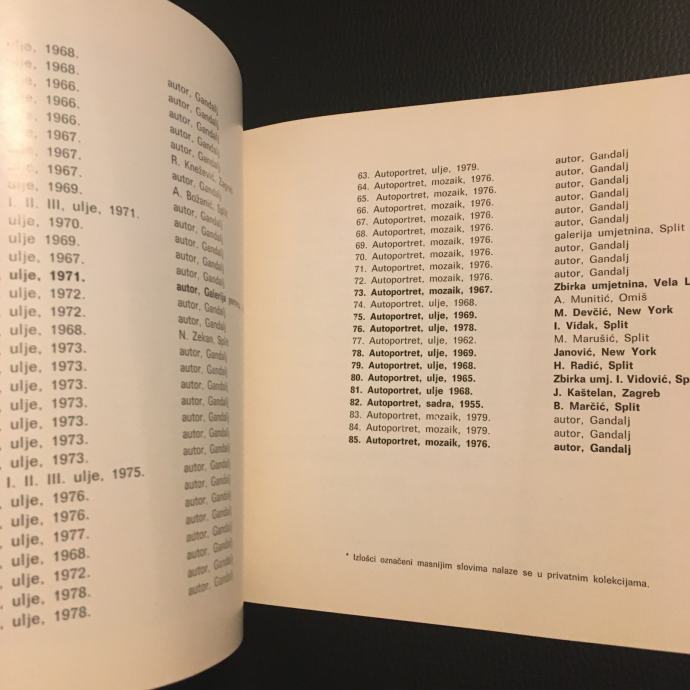 ulje, 1968. autor, Gandalj
1968. autor, Gandalj
1966. autor, Gandalj
1966. autor, Gandalj
1966. autor, Gandalj
1967. R. Knežević, Zagreb
1967. autor, Gandalj
1967. A. Božanić, Split
ulje, 1969. autor, Gandalj
I. II. III, ulje, 1971. autor, Gandalj
ulje, 1970. autor, Gandalj
ulje 1969. autor, Gandalj
ulje, 1967. autor, Gandalj
ulje, 1971. autor, Galerija
ulje, 1972. autor, Gandalj
ulje, 1972. autor, Gandalj
ulje, 1968. N. Zekan, Split
ulje, 1973. autor, Gandalj
ulje, 1973. autor, Gandalj
ulje, 1973. autor, Gandalj
ulje, 1973. autor, Gandalj
ulje, 1973. autor, Gandalj
ulje, 1973. autor, Gandalj
ulje, 1973. autor, Gandalj
I. II. III. ulje, 1975. autor, Gandalj
ulje, 1976. autor, Gandalj
ulje, 1976. autor, Gandalj
ulje, 1977. autor, Gandalj
ulje, 1968. autor, Gandalj
ulje, 1972. autor, Gandalj
ulje, 1978. autor, Gandalj
ulje, 1978. autor, Gandalj
63. Autoportret, ulje, 1979. autor, Gandalj
64. Autoportret, mozaik, 1976. autor, Gandalj
65. Autoportret, mozaik, 1976. autor, Gandalj
66. Autoportret, mozaik, 1976. autor, Gandalj
67. Autoportret, mozaik, 1976. autor, Gandalj
68. Autoportret, mozaik, 1976. autor, Gandalj
69. Autoportret, mozaik, 1976. galerija umjetnina, Split
70. Autoportret, mozaik, 1976. autor, Gandalj
71. Autoportret, mozaik, 1976. autor, Gandalj
72. Autoportret, mozaik, 1976. autor, Gandalj
73. Autoportret, mozaik, 1967. Zbirka umjetnina, Vela L
74. Autoportret, ulje, 1968. A. Munitić, Omiš
75. Autoportret, ulje, 1969. M. Devčić, New York
76. Autoportret, ulje, 1978. I. Vidak, Split
77. Autoportret, ulje, 1962. M. Marušić, Split
78. Autoportret, ulje, 1969. Janović, New York
79. Autoportret, ulje, 1968. H. Radić, Split
80. Autoportret, ulje, 1965. Zbirka umj. I. Vidović, Sp
81. Autoportret, ulje 1968. J. Kaštelan, Zagreb
82. Autoportret, sadra, 1955. B. Marčić, Split
83. Autoportret, mozaik, 1979. autor, Gandalj
84. Autoportret, mozaik, 1979. autor, Gandalj
85. Autoportret, mozaik, 1976. autor, Gandalj
* Izlošci označeni masnijim slovima nalaze se u privatnim kolekcijama.